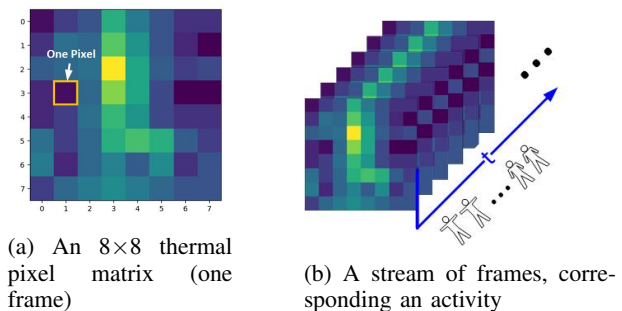 0
1
2
3
4
5
6
7
One Pixel
0 1 2 3 4 5 6 7
t
(a) An 8×8 thermal
pixel matrix (one
frame)
(b) A stream of frames, corre-
sponding an activity